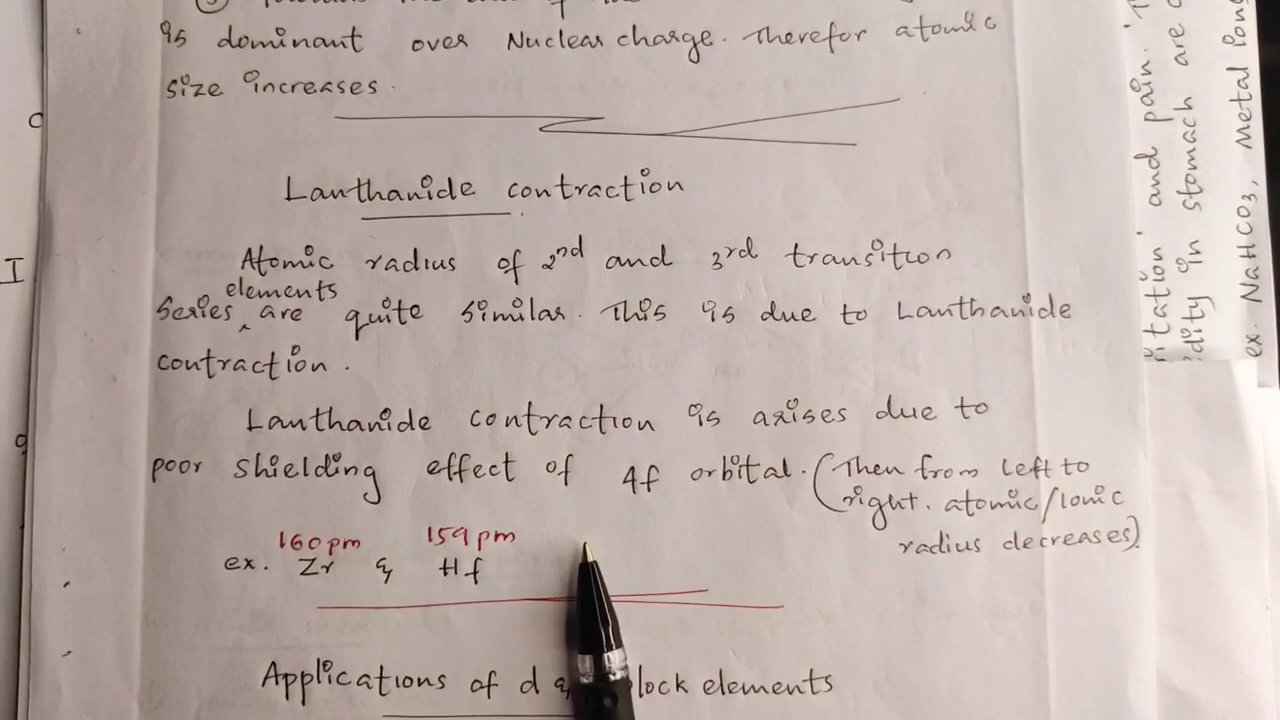 is dominant over Nuclear charge. Therefor atomic
size increases.
Lanthanide contraction
Atomic radius of 2nd and 3rd transition
elements
series ‸ are quite similar. This is due to Lanthanide
contraction.
Lanthanide contraction is arises due to
poor shielding effect of 4f orbital. (Then from left to
right. atomic/Ionic
radius decreases)
160pm 159pm
ex. Zr & Hf
Applications of d & lock elements
and pain.
in stomach are
ex. NaHCO3, Metal
I